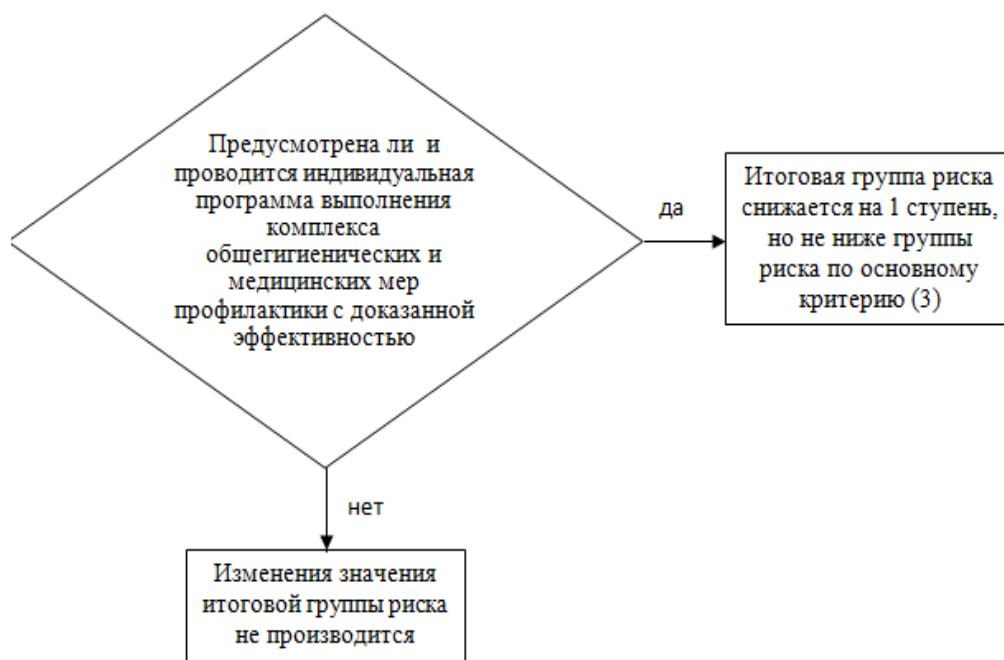 Предусмотрена ли и
проводится индивидуальная
программа выполнения
комплекса
общегигиенических и
медицинских мер
профилактики с доказанной
эффективностью
да
Итоговая группа риска
снижается на 1 ступень,
но не ниже группы
риска по основному
критерию (3)
нет
Изменения значения
итоговой группы риска
не производится